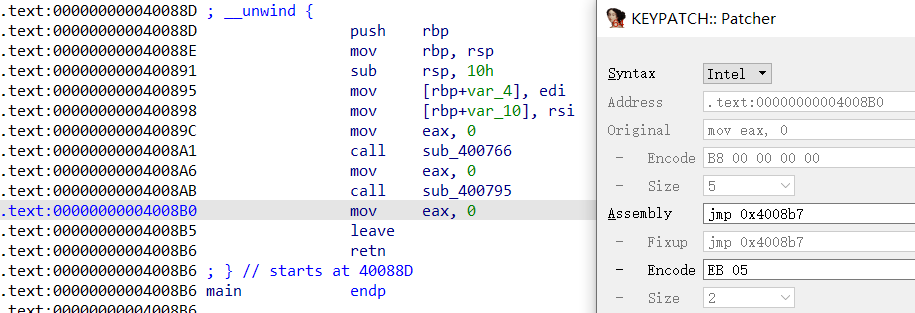 .text:000000000040088D ; __unwind {
.text:000000000040088D push rbp
.text:000000000040088E mov rbp, rsp
.text:0000000000400891 sub rsp, 10h
.text:0000000000400895 mov [rbp+var_4], edi
.text:0000000000400898 mov [rbp+var_10], rsi
.text:000000000040089C mov eax, 0
.text:00000000004008A1 call sub_400766
.text:00000000004008A6 mov eax, 0
.text:00000000004008AB call sub_400795
.text:00000000004008B0 mov eax, 0
.text:00000000004008B5 leave
.text:00000000004008B6 retn
.text:00000000004008B6 ; } // starts at 40088D
.text:00000000004008B6 main endp
.text:00000000004008B6
KEYPATCH:: Patcher
Syntax Intel
Address .text:00000000004008B0
Original mov eax, 0
- Encode B8 00 00 00 00
- Size 5
Assembly jmp 0x4008b7
- Fixup jmp 0x4008b7
- Encode EB 05
- Size 2